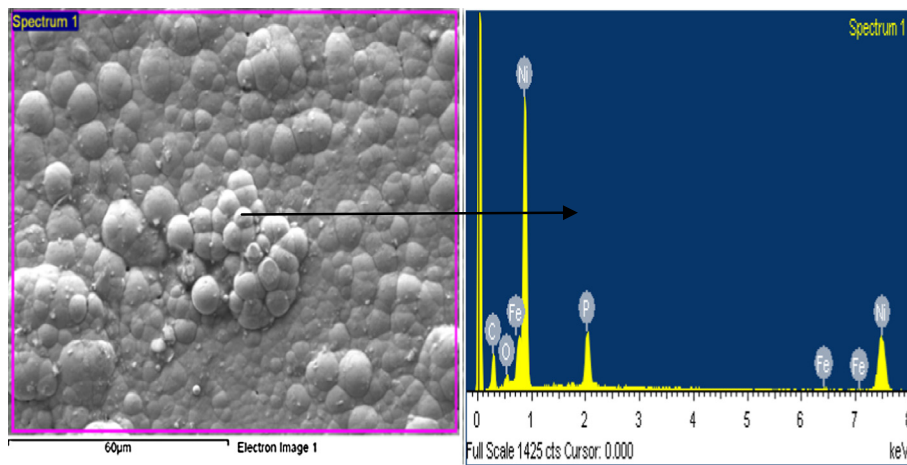 Spectrum 1
60µm
Electron Image 1
Spectrum 1
Ni
C
O
Fe
P
Fe
Fe
Ni
0 1 2 3 4 5 6 7 8
Full Scale 1425 cts Cursor: 0.000
keV